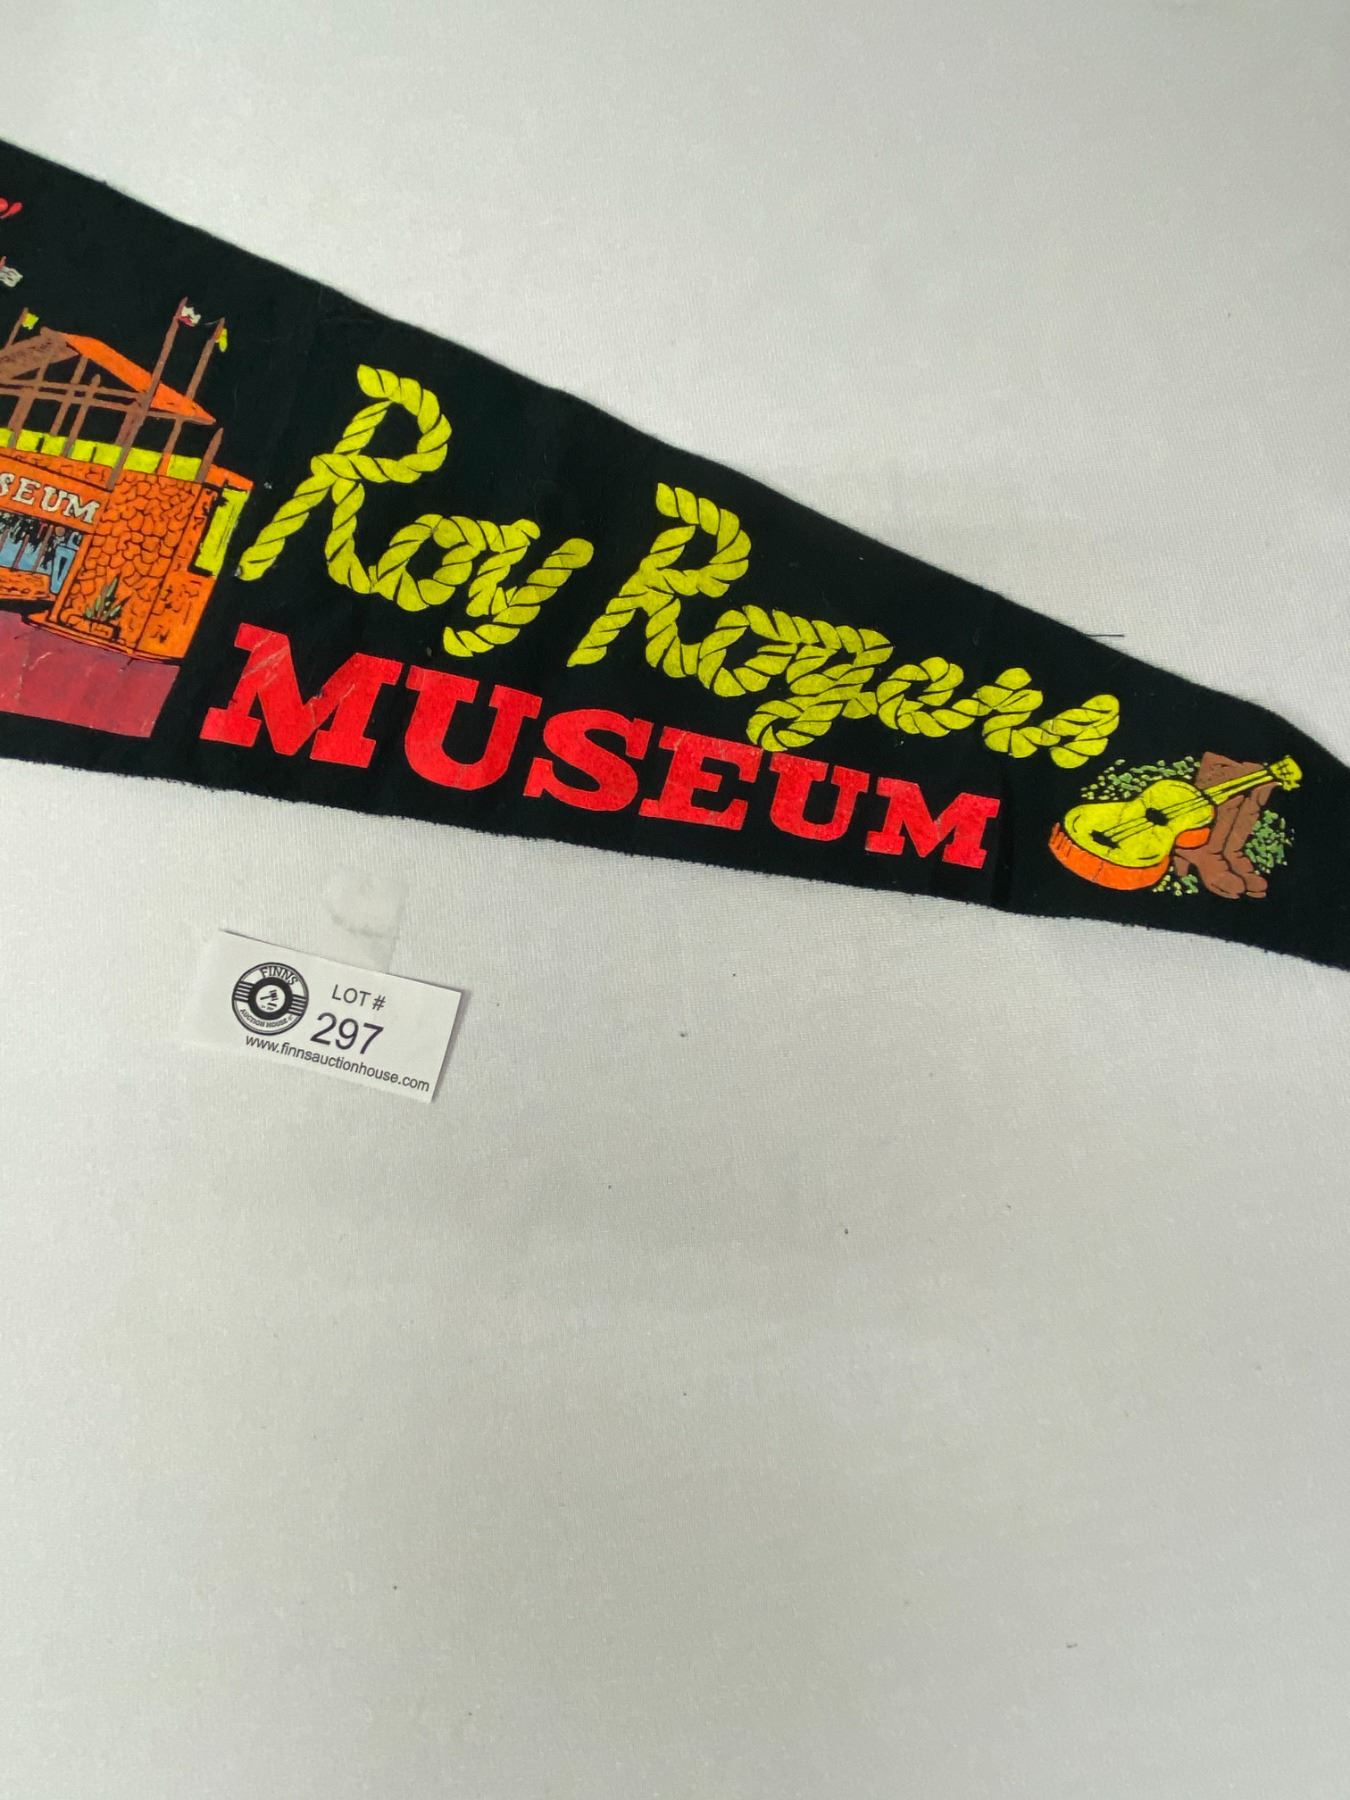 SEUM
Roy Rogers
MUSEUM
FINNS
AUCTION HOUSE
LOT #
297
www.finnsauctionhouse.com